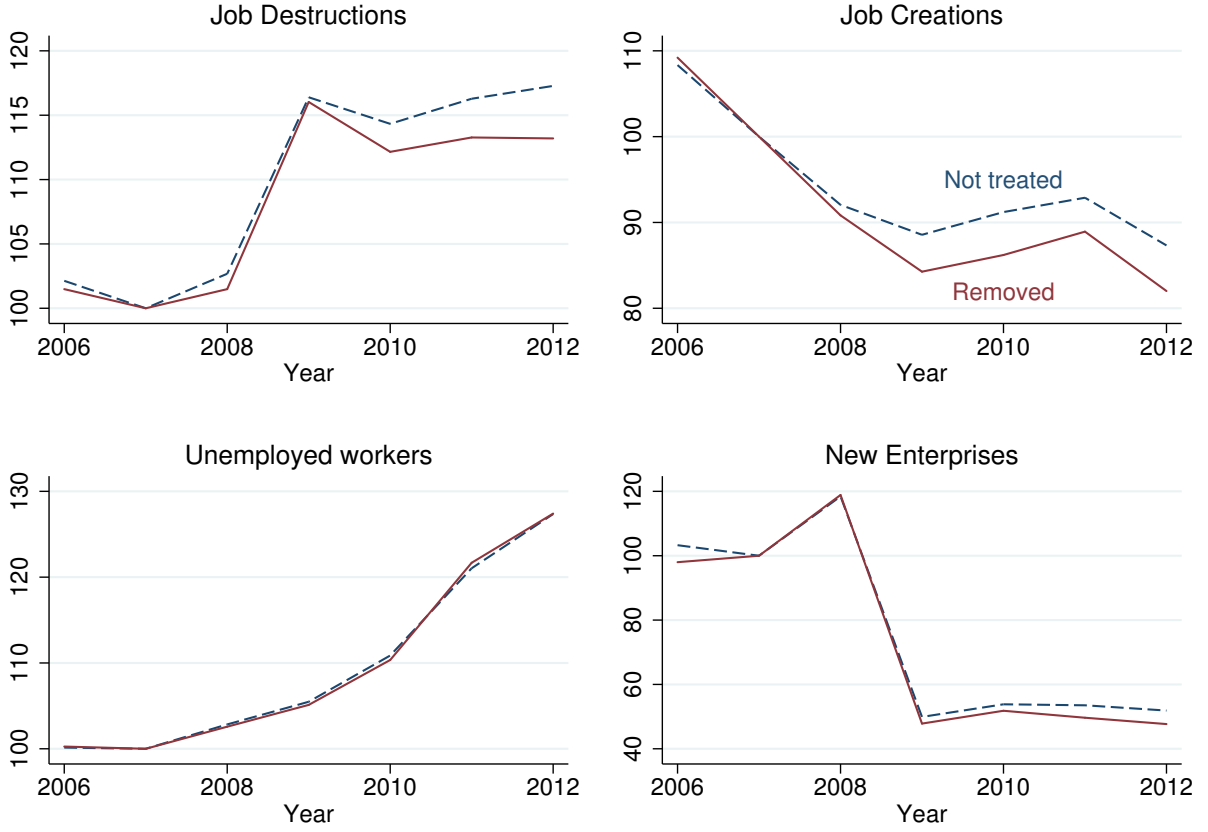 Job Destructions
120
115
110
105
100
2006 2008 2010 2012
Year
Job Creations
110
100
90
80
Not treated
Removed
2006 2008 2010 2012
Year
Unemployed workers
130
120
110
100
2006 2008 2010 2012
Year
New Enterprises
120
100
80
60
40
2006 2008 2010 2012
Year